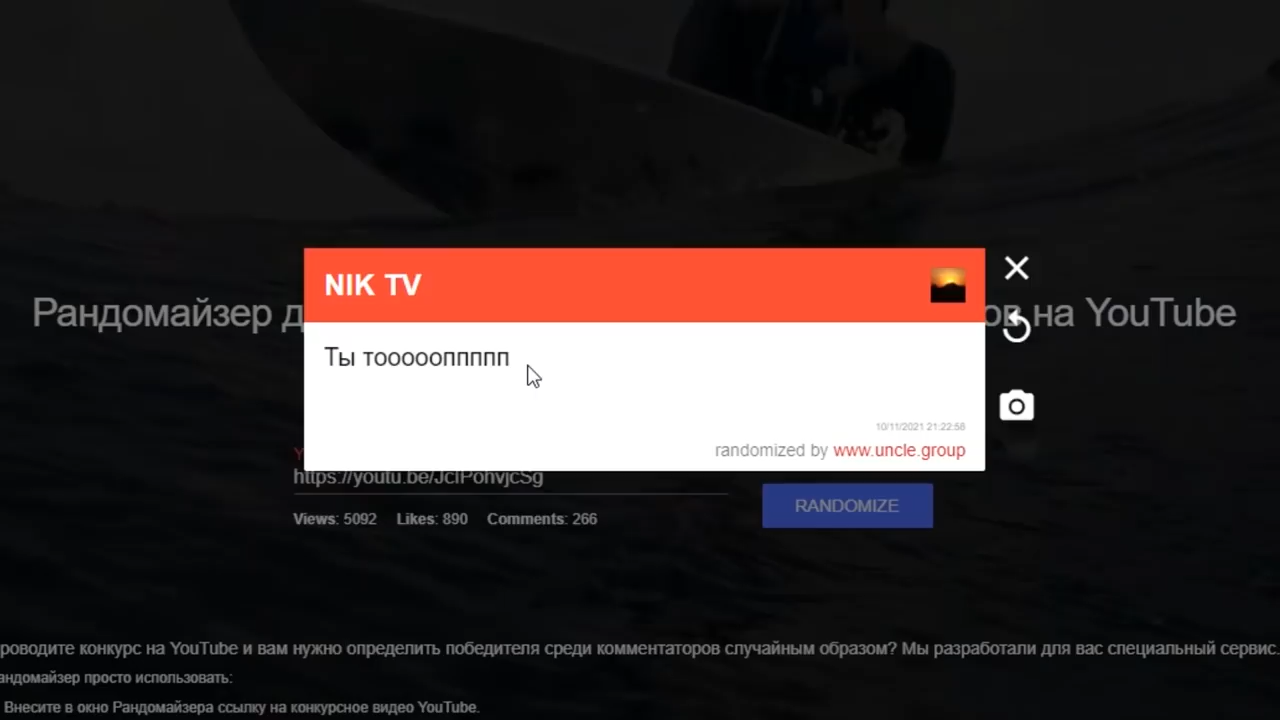 NIK TV
Рандомайзер д ов на YouTube
Ты тоооооппппп
10/11/2021 21:22:58
randomized by www.uncle.group
Y
https://youtu.be/JcIPohvjcSg
RANDOMIZE
Views: 5092 Likes: 890 Comments: 266
роводите конкурс на YouTube и вам нужно определить победителя среди комментаторов случайным образом? Мы разработали для вас специальный сервис.
андомайзер просто использовать:
Внесите в окно Рандомайзера ссылку на конкурсное видео YouTube.